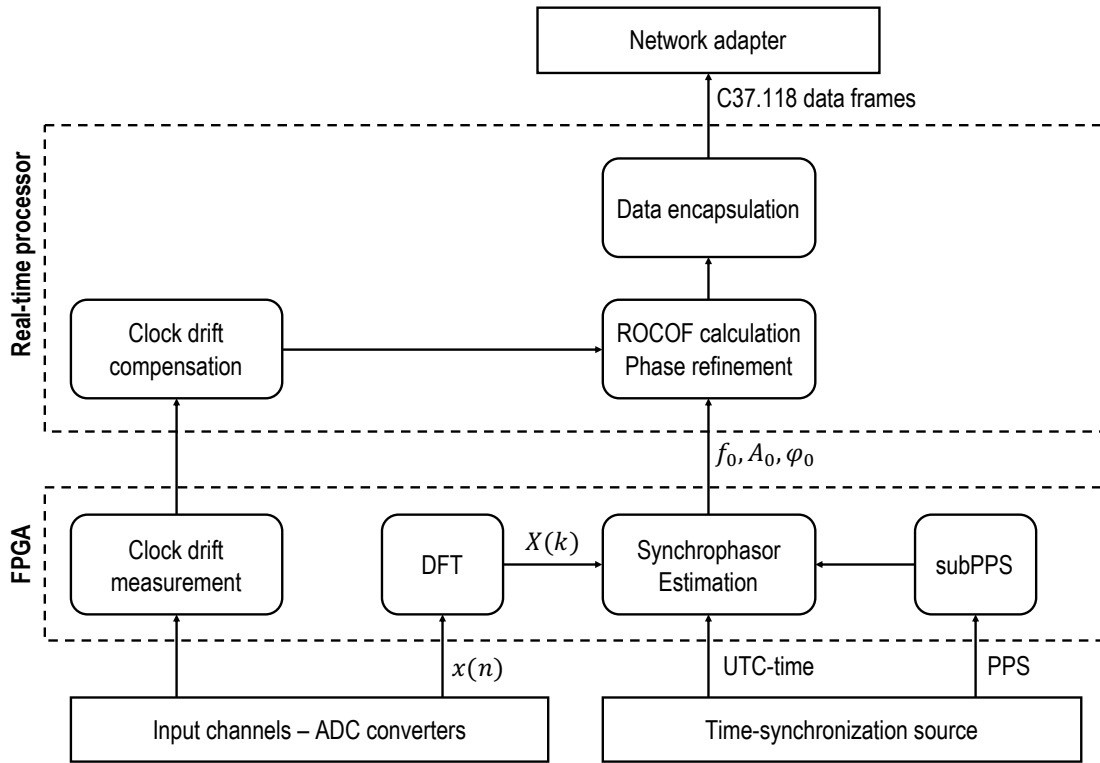 Network adapter
C37.118 data frames
Real-time processor
Data encapsulation
Clock drift
compensation
ROCOF calculation
Phase refinement
f₀, A₀, φ₀
FPGA
Clock drift
measurement
DFT
X(k)
Synchrophasor
Estimation
subPPS
x(n)
UTC-time
PPS
Input channels – ADC converters
Time-synchronization source